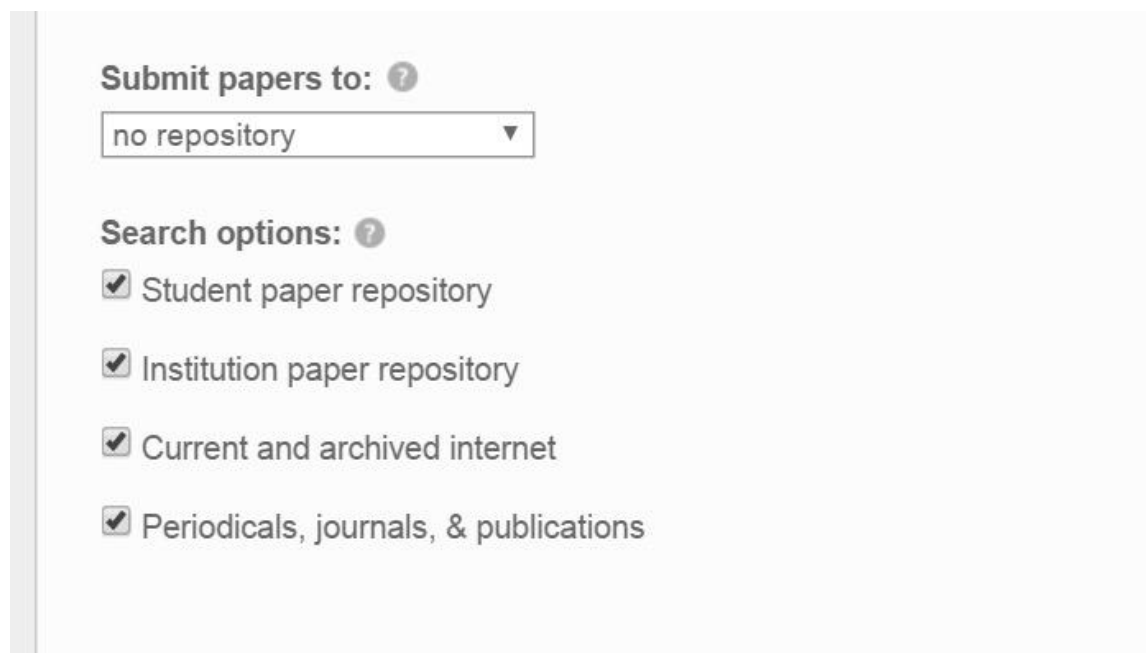 Submit papers to: ?
no repository
Search options: ?
Student paper repository
Institution paper repository
Current and archived internet
Periodicals, journals, & publications